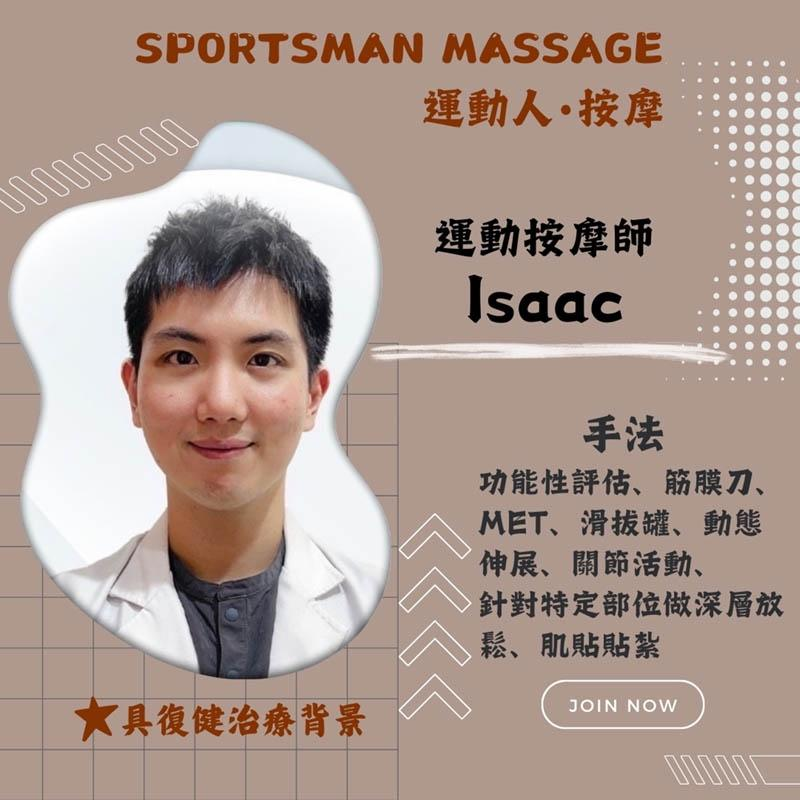 SPORTSMAN MASSAGE
運動人·按摩
運動按摩師
Isaac
手法
功能性評估、筋膜刀、
MET、滑拔罐、動態
伸展、關節活動、
針對特定部位做深層放
鬆、肌貼貼紮
JOIN NOW
★具復健治療背景